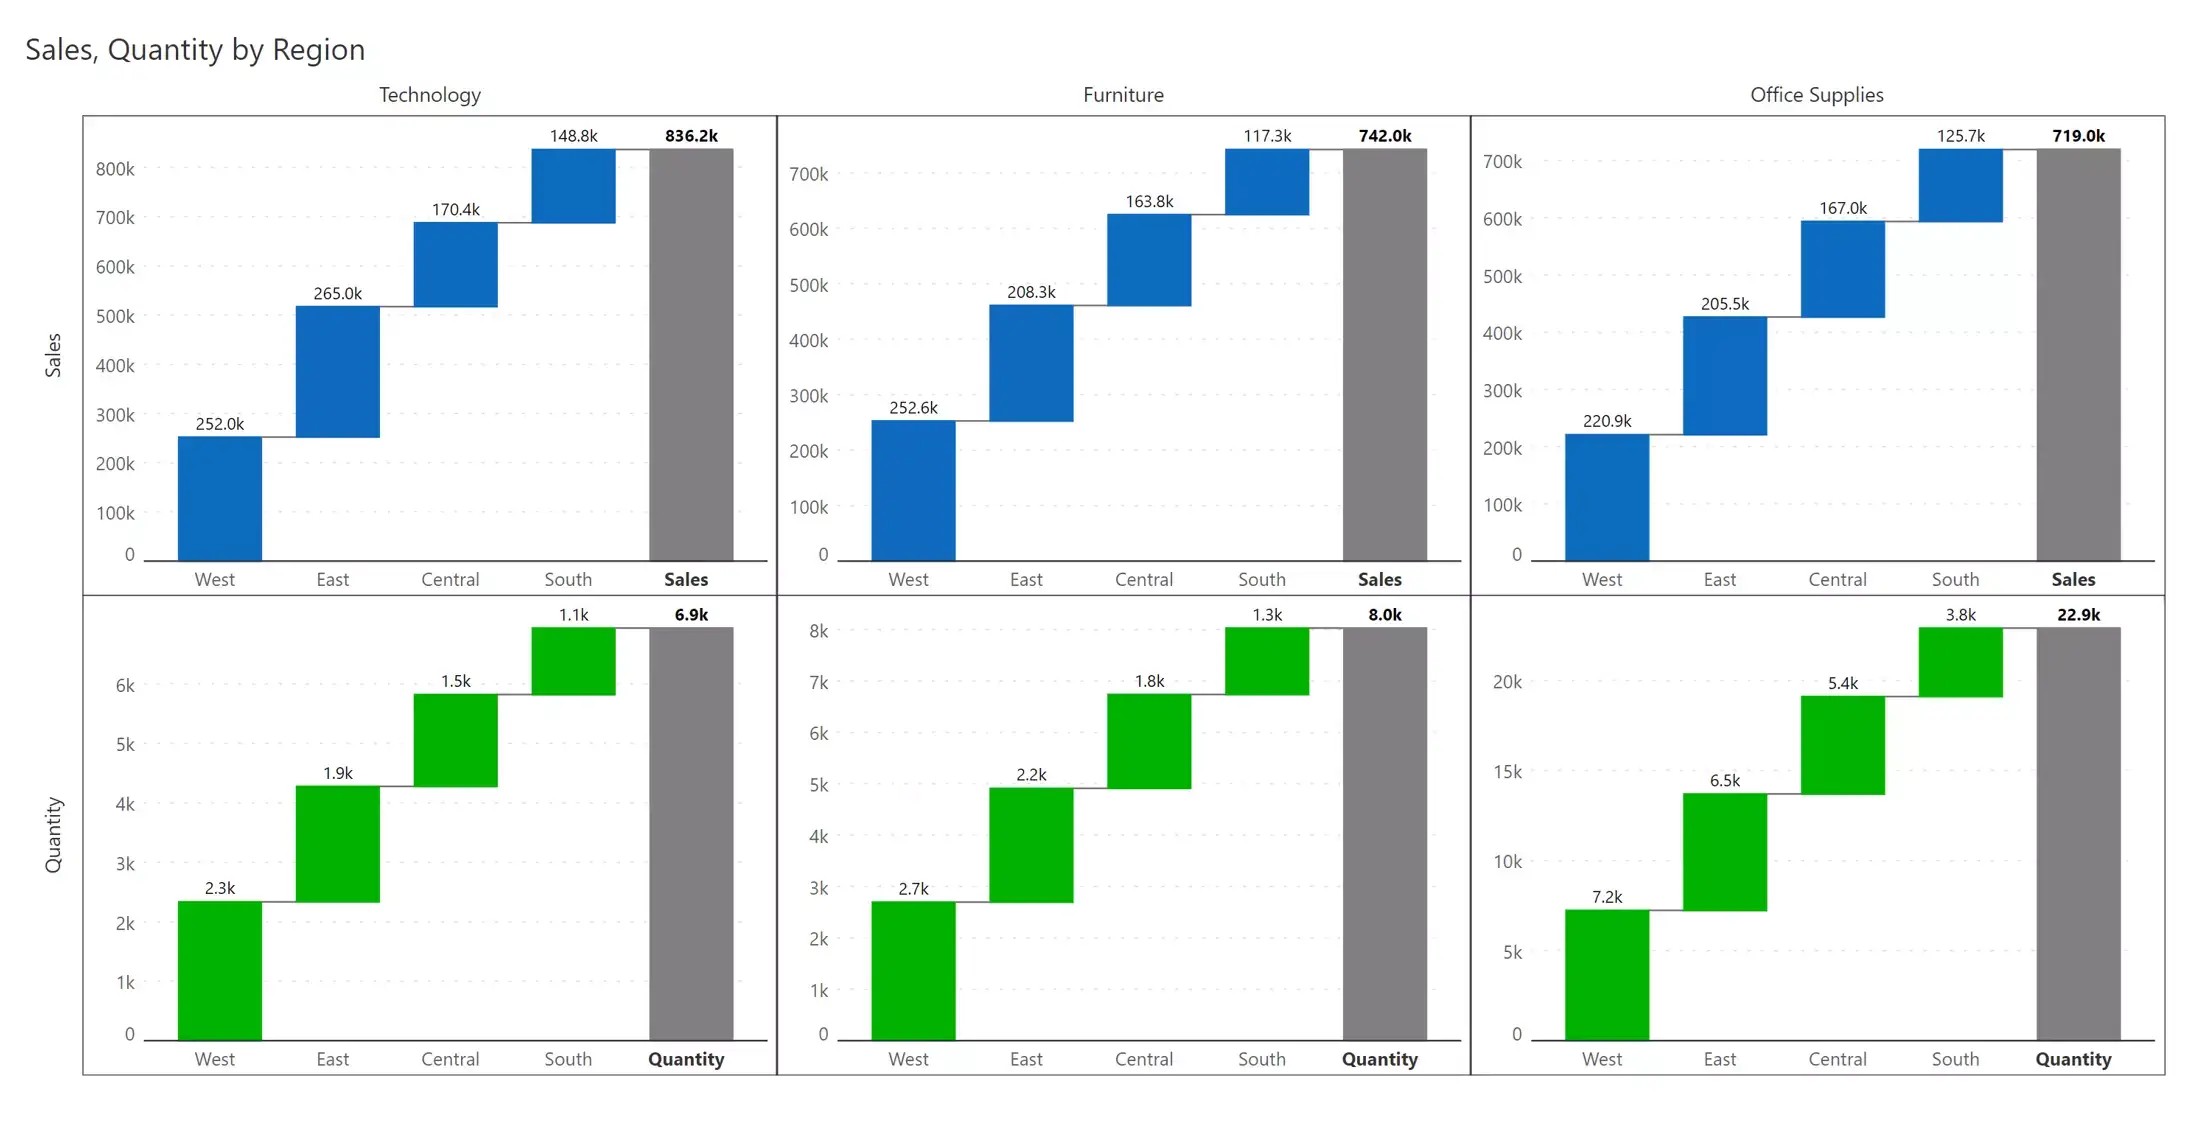 Sales, Quantity by Region
Technology Furniture Office Supplies
Sales
148.8k 836.2k
800k
700k
170.4k
600k
265.0k
500k
400k
300k
252.0k
200k
100k
0
West East Central South Sales
117.3k 742.0k
700k
163.8k
600k
500k
208.3k
400k
300k
252.6k
200k
100k
0
West East Central South Sales
125.7k 719.0k
700k
167.0k
600k
500k
205.5k
400k
300k
220.9k
200k
100k
0
West East Central South Sales
Quantity
1.1k 6.9k
1.5k
6k
5k
1.9k
4k
3k
2.3k
2k
1k
0
West East Central South Quantity
1.3k 8.0k
8k
1.8k
7k
6k
2.2k
5k
4k
3k
2.7k
2k
1k
0
West East Central South Quantity
3.8k 22.9k
5.4k
20k
15k
6.5k
10k
7.2k
5k
0
West East Central South Quantity